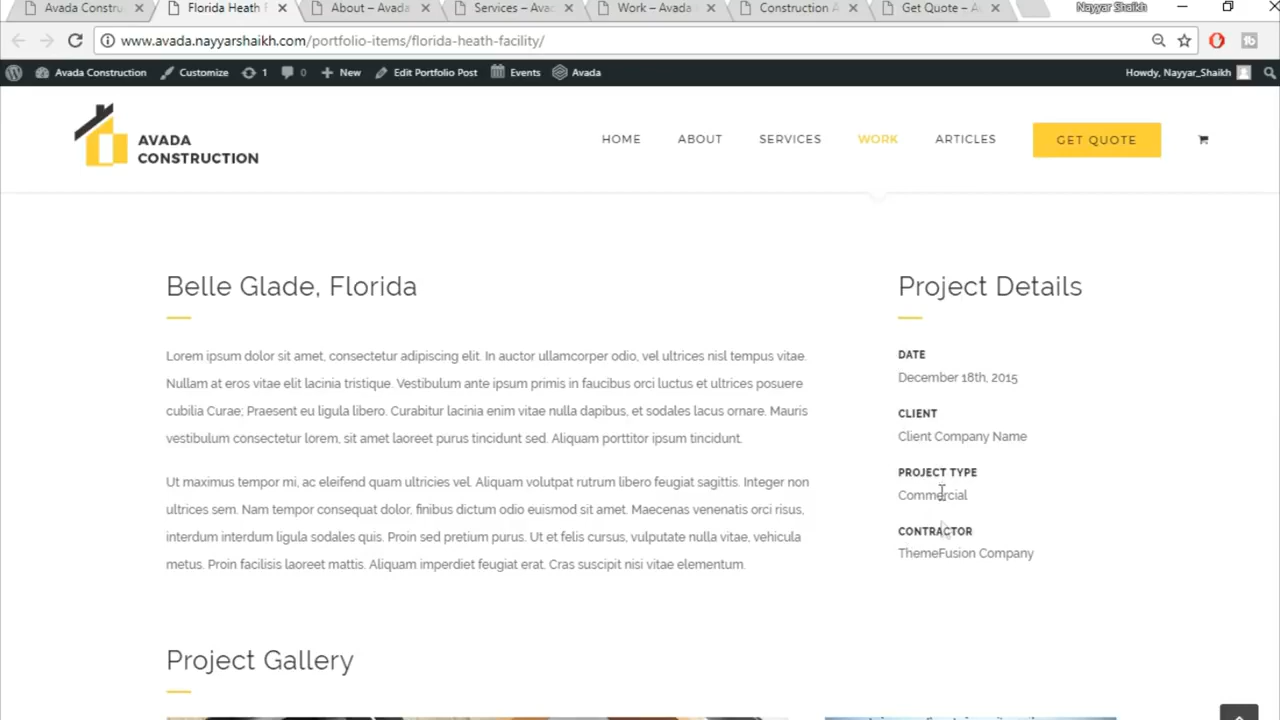 Avada Constru
Florida Heath F
About – Avada
Services – Avac
Work – Avada
Construction A
Get Quote – A
Nayyar Shaikh
www.avada.nayyarshaikh.com/portfolio-items/florida-heath-facility/
Avada Construction
Customize
1
0
New
Edit Portfolio Post
Events
Avada
Howdy, Nayyar_Shaikh
AVADA
CONSTRUCTION
HOME
ABOUT
SERVICES
WORK
ARTICLES
GET QUOTE
Belle Glade, Florida
Lorem ipsum dolor sit amet, consectetur adipiscing elit. In auctor ullamcorper odio, vel ultrices nisl tempus vitae.
Nullam at eros vitae elit lacinia tristique. Vestibulum ante ipsum primis in faucibus orci luctus et ultrices posuere
cubilia Curae; Praesent eu ligula libero. Curabitur lacinia enim vitae nulla dapibus, et sodales lacus ornare. Mauris
vestibulum consectetur lorem, sit amet laoreet purus tincidunt sed. Aliquam porttitor ipsum tincidunt.
Ut maximus tempor mi, ac eleifend quam ultricies vel. Aliquam volutpat rutrum libero feugiat sagittis. Integer non
ultrices sem. Nam tempor consequat dolor, finibus dictum odio euismod sit amet. Maecenas venenatis orci risus,
interdum interdum ligula sodales quis. Proin sed pretium purus. Ut et felis cursus, vulputate nulla vitae, vehicula
metus. Proin facilisis laoreet mattis. Aliquam imperdiet feugiat erat. Cras suscipit nisi vitae elementum.
Project Details
DATE
December 18th, 2015
CLIENT
Client Company Name
PROJECT TYPE
Commercial
CONTRACTOR
ThemeFusion Company
Project Gallery